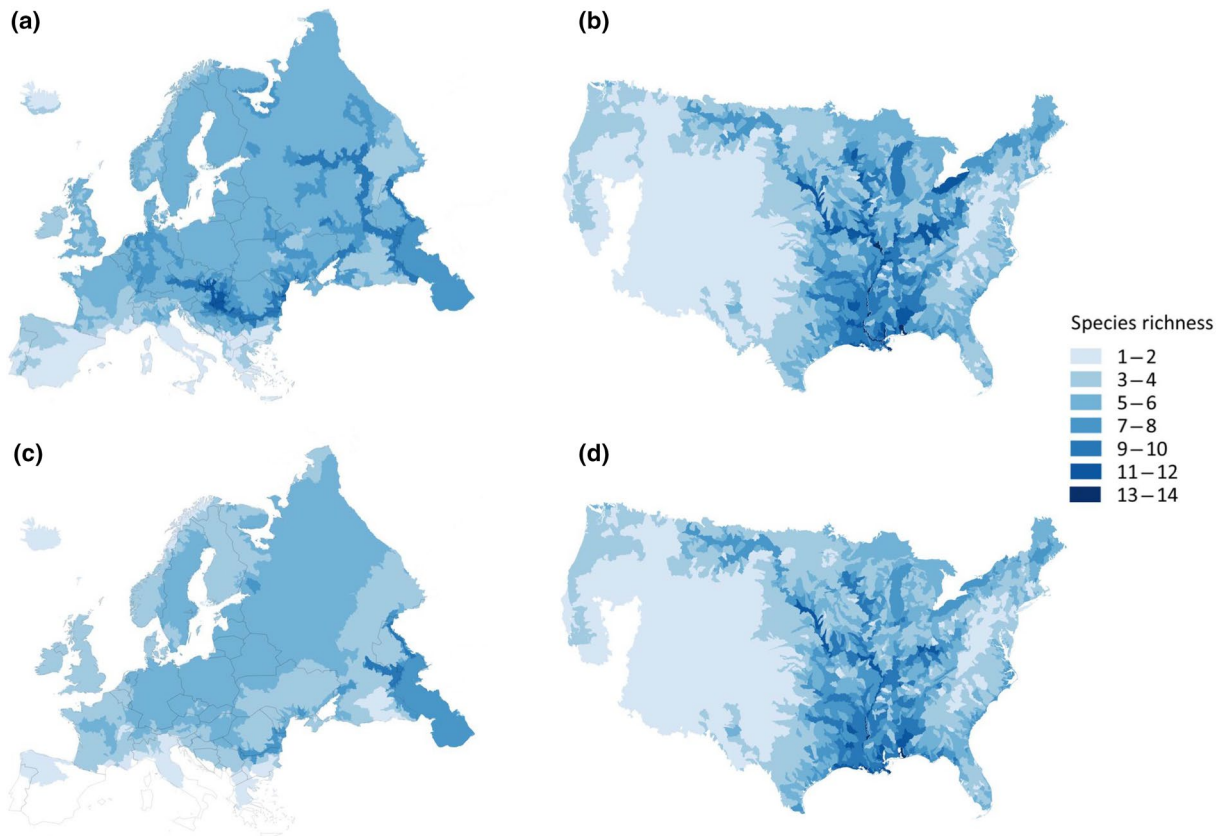 (a)
(b)
Species richness
1–2
3–4
5–6
7–8
9–10
11–12
13–14
(c)
(d)